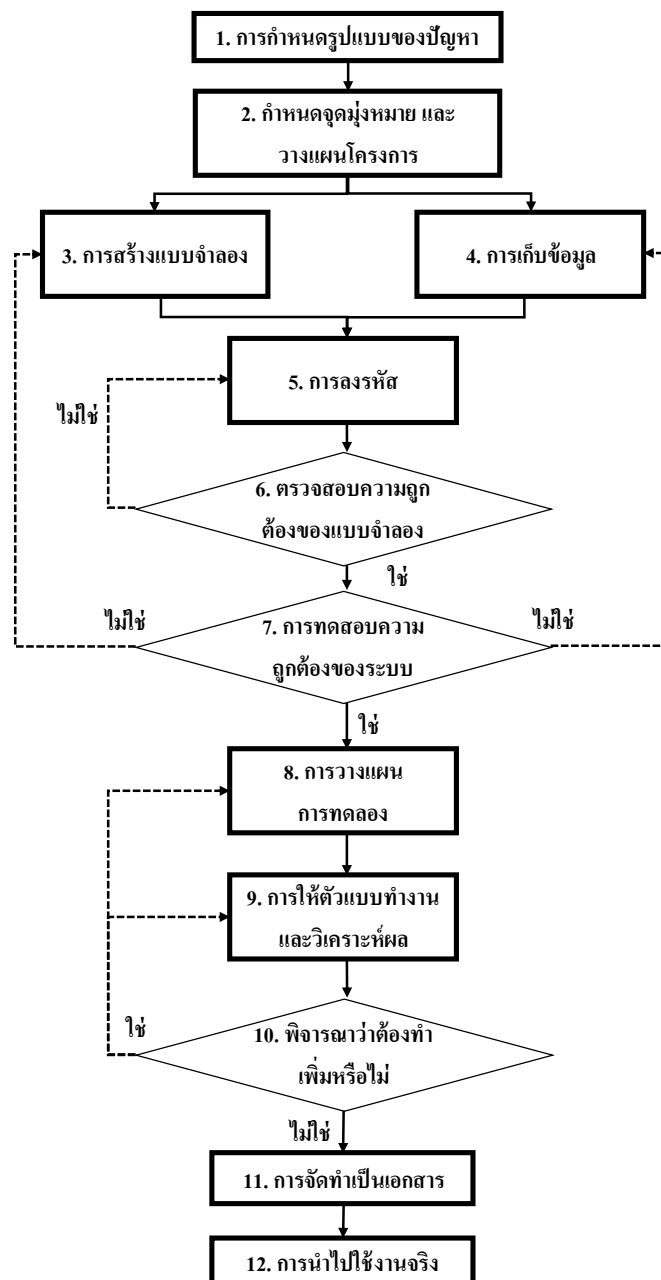 1. การกำหนดรูปแบบของปัญหา
2. กำหนดจุดมุ่งหมาย และ
วางแผนโครงการ
3. การสร้างแบบจำลอง
4. การเก็บข้อมูล
5. การลงรหัส
ไม่ใช่
6. ตรวจสอบความถูก
ต้องของแบบจำลอง
ใช่
ไม่ใช่
7. การทดสอบความ
ถูกต้องของระบบ
ไม่ใช่
ใช่
8. การวางแผน
การทดลอง
9. การให้ตัวแบบทำงาน
และวิเคราะห์ผล
ใช่
10. พิจารณาว่าต้องทำ
เพิ่มหรือไม่
ไม่ใช่
11. การจัดทำเป็นเอกสาร
12. การนำไปใช้งานจริง